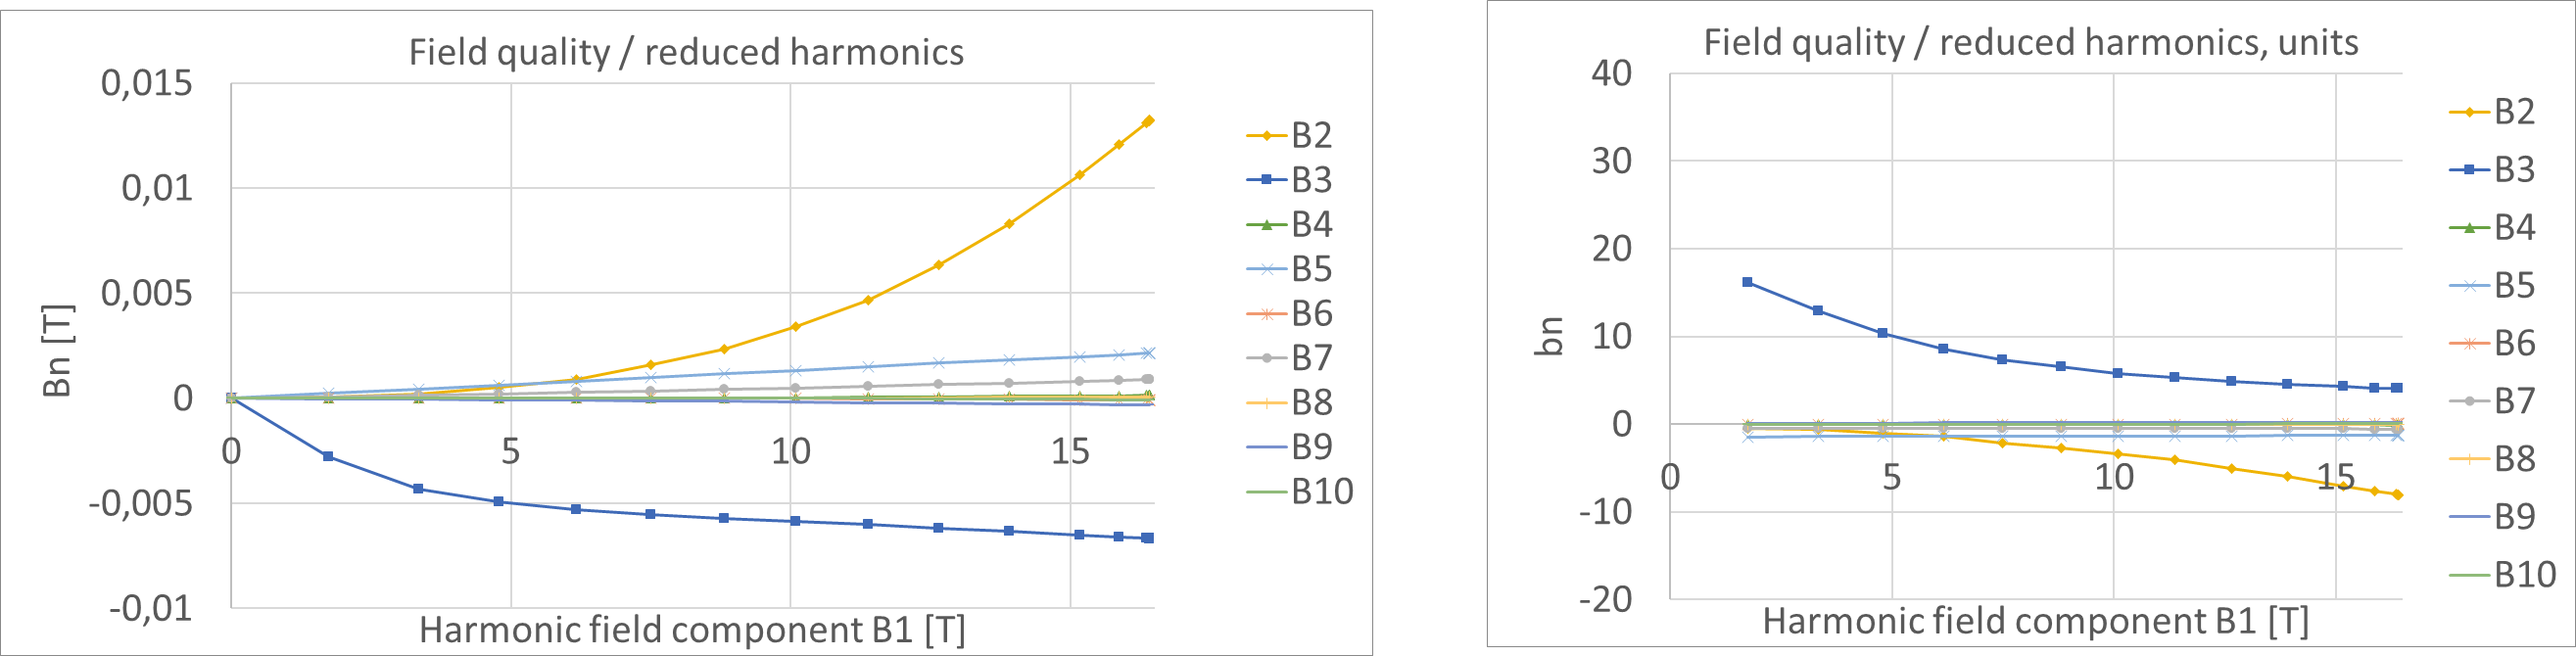 Field quality / reduced harmonics
0,015
0,01
0,005
0
-0,005
-0,01
Bn [T]
0 5 10 15
Harmonic field component B1 [T]
B2
B3
B4
B5
B6
B7
B8
B9
B10
Field quality / reduced harmonics, units
40
30
20
10
0
-10
-20
bn
0 5 10 15
Harmonic field component B1 [T]
B2
B3
B4
B5
B6
B7
B8
B9
B10